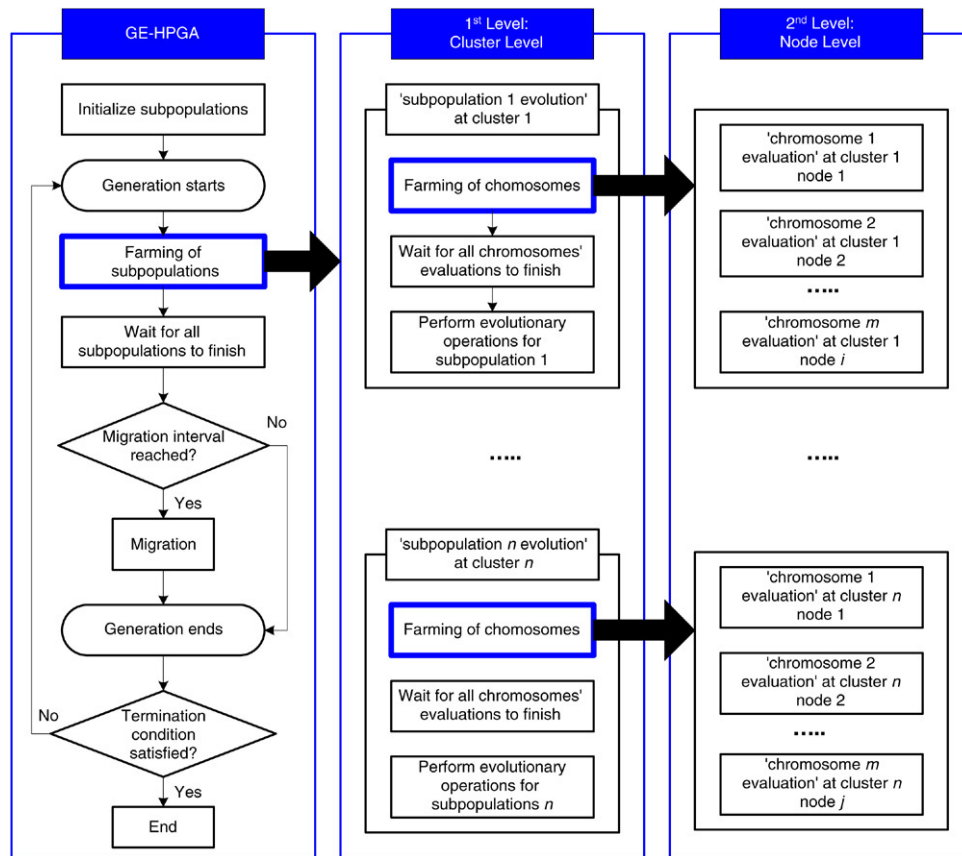 GE-HPGA
Initialize subpopulations
Generation starts
Farming of
subpopulations
Wait for all
subpopulations to finish
Migration interval
reached?
No
Yes
Migration
Generation ends
Termination
condition
satisfied?
No
Yes
End
1st Level:
Cluster Level
'subpopulation 1 evolution'
at cluster 1
Farming of chomosomes
Wait for all chromosomes'
evaluations to finish
Perform evolutionary
operations for
subpopulation 1
.....
'subpopulation n evolution'
at cluster n
Farming of chomosomes
Wait for all chromosomes'
evaluations to finish
Perform evolutionary
operations for
subpopulations n
2nd Level:
Node Level
'chromosome 1
evaluation' at cluster 1
node 1
'chromosome 2
evaluation' at cluster 1
node 2
.....
'chromosome m
evaluation' at cluster 1
node i
.....
'chromosome 1
evaluation' at cluster n
node 1
'chromosome 2
evaluation' at cluster n
node 2
.....
'chromosome m
evaluation' at cluster n
node j